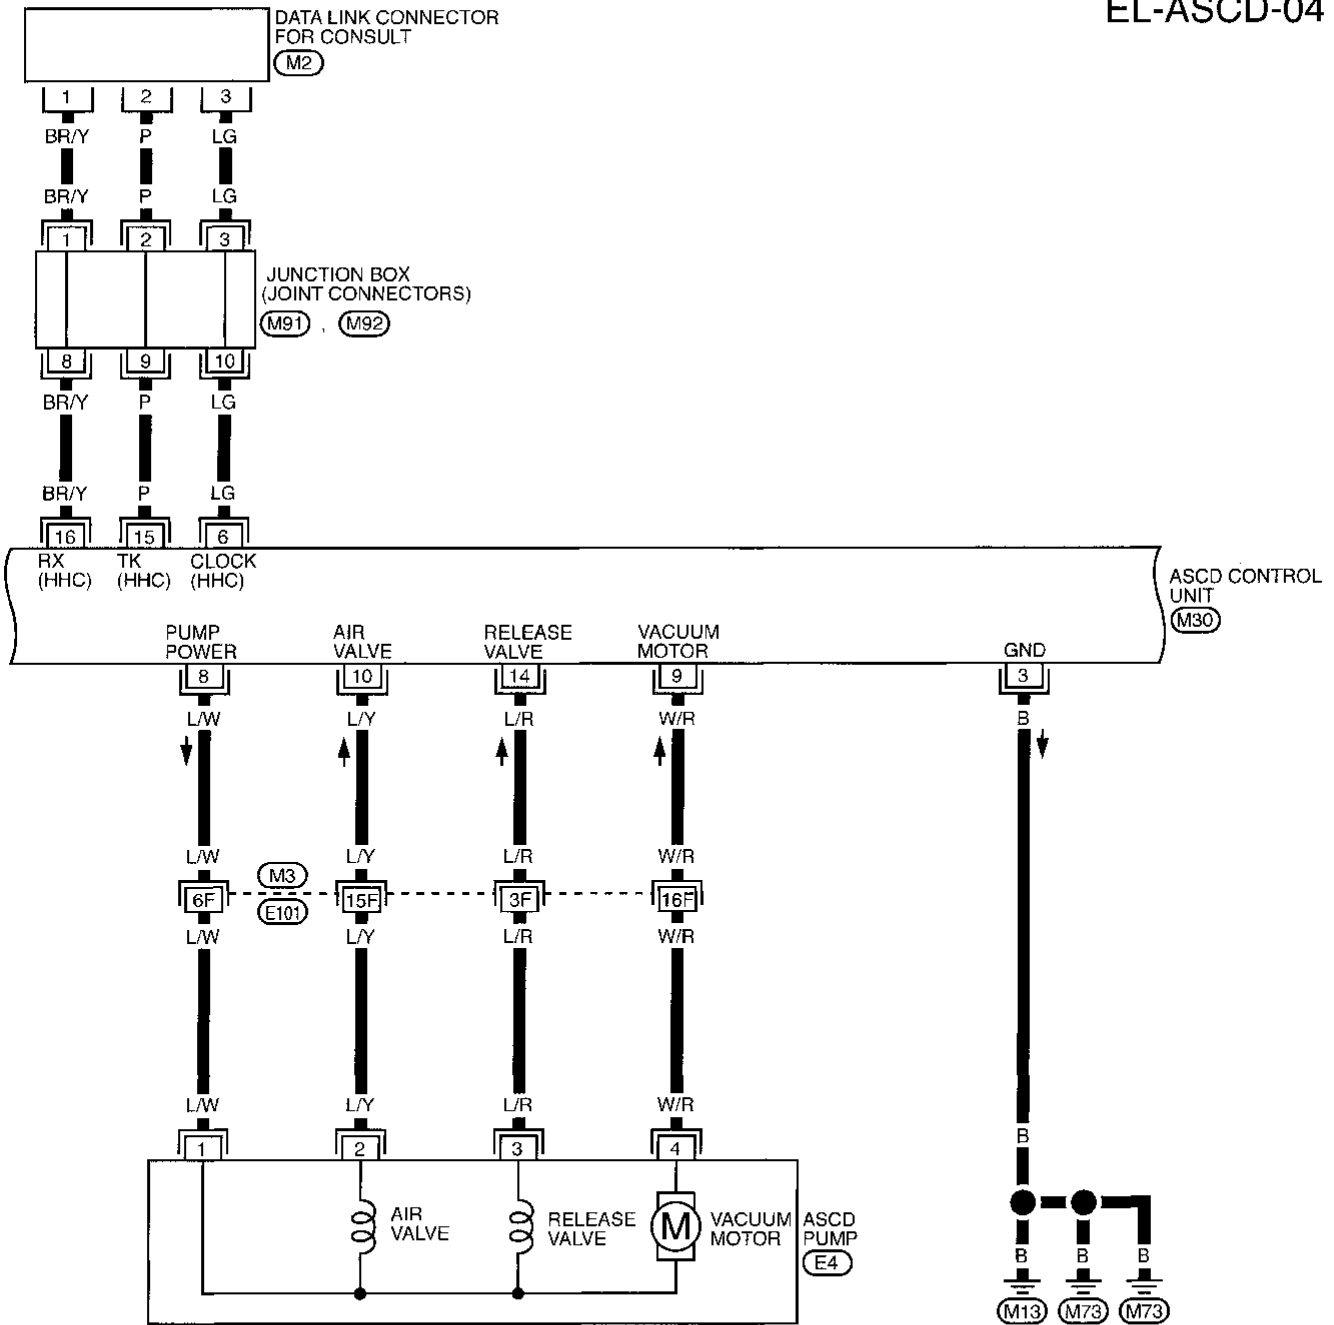 EL-ASCD-04
DATA LINK CONNECTOR
FOR CONSULT
M2
1 2 3
BR/Y P LG
BR/Y P LG
1 2 3
JUNCTION BOX
(JOINT CONNECTORS)
M91 , M92
8 9 10
BR/Y P LG
BR/Y P LG
16 15 6
RX TK CLOCK
(HHC) (HHC) (HHC)
ASCD CONTROL
UNIT
M30
PUMP AIR RELEASE VACUUM
POWER VALVE VALVE MOTOR GND
8 10 14 9 3
L/W L/Y L/R W/R B
L/W L/Y L/R W/R
M3
6F 15F 3F 16F
E101
L/W L/Y L/R W/R
L/W L/Y L/R W/R
B
1 2 3 4
AIR
VALVE
RELEASE
VALVE
M
VACUUM
MOTOR
ASCD
PUMP
E4
B B B
M13 M73 M73